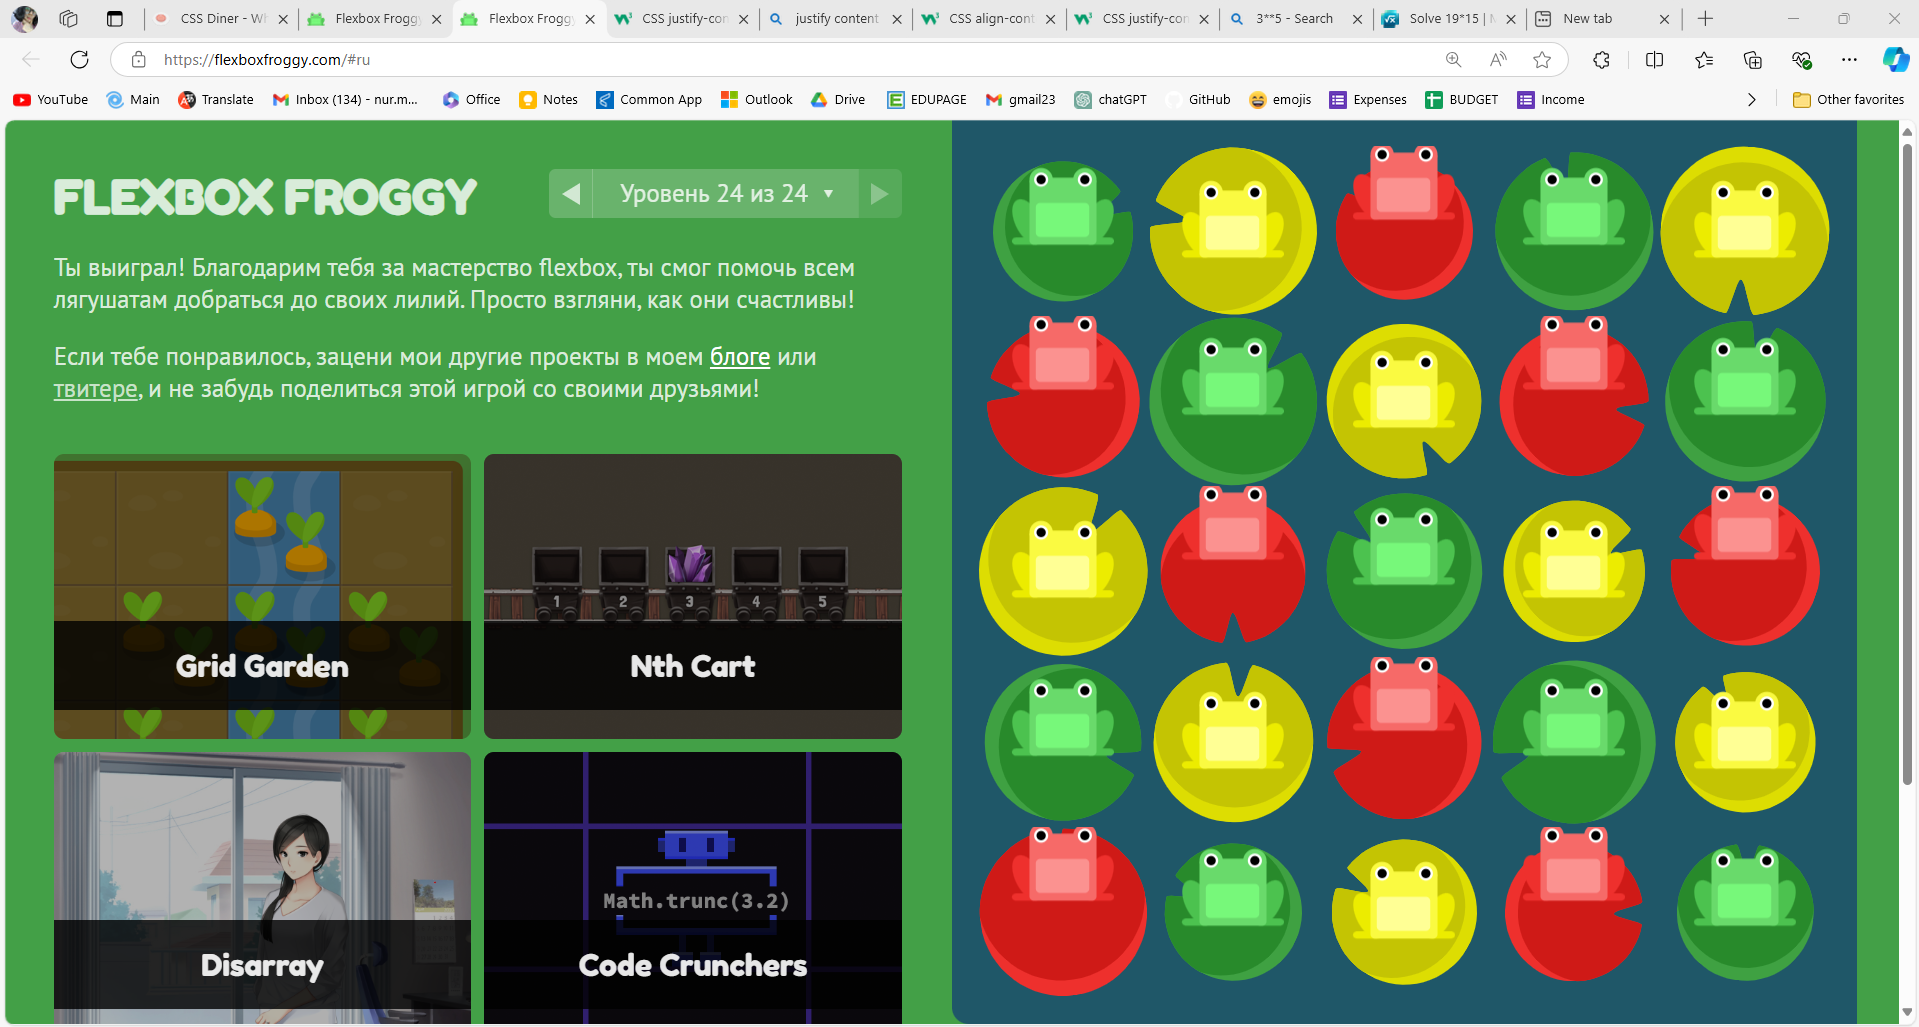 CSS Diner - Wh
Flexbox Froggy
Flexbox Froggy
CSS justify-con
justify content
CSS align-cont
CSS justify-con
3**5 - Search
Solve 19*15 | M
New tab
https://flexboxfroggy.com/#ru
YouTube
Main
Translate
Inbox (134) - nur.m...
Office
Notes
Common App
Outlook
Drive
EDUPAGE
gmail23
chatGPT
GitHub
emojis
Expenses
BUDGET
Income
Other favorites
FLEXBOX FROGGY
Уровень 24 из 24
Ты выиграл! Благодарим тебя за мастерство flexbox, ты смог помочь всем
лягушатам добраться до своих лилий. Просто взгляни, как они счастливы!
Если тебе понравилось, зацени мои другие проекты в моем блоге или
твитере, и не забудь поделиться этой игрой со своими друзьями!
1 2 3 4 5
Grid Garden
Nth Cart
Math.trunc(3.2)
Disarray
Code Crunchers